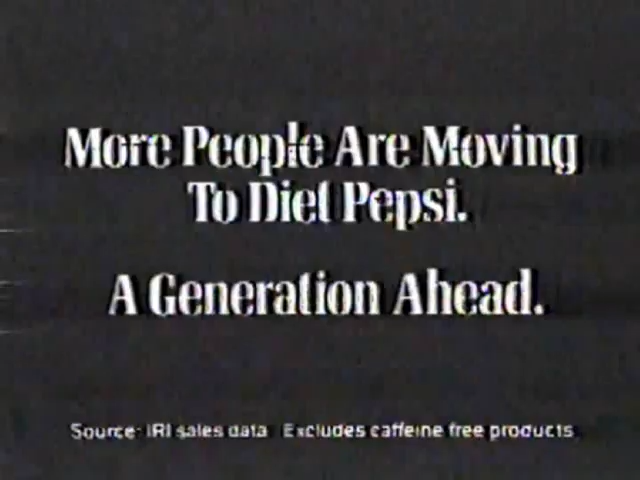 More People Are Moving
To Diet Pepsi.
A Generation Ahead.
Source: IRI sales data. Excludes caffeine free products.